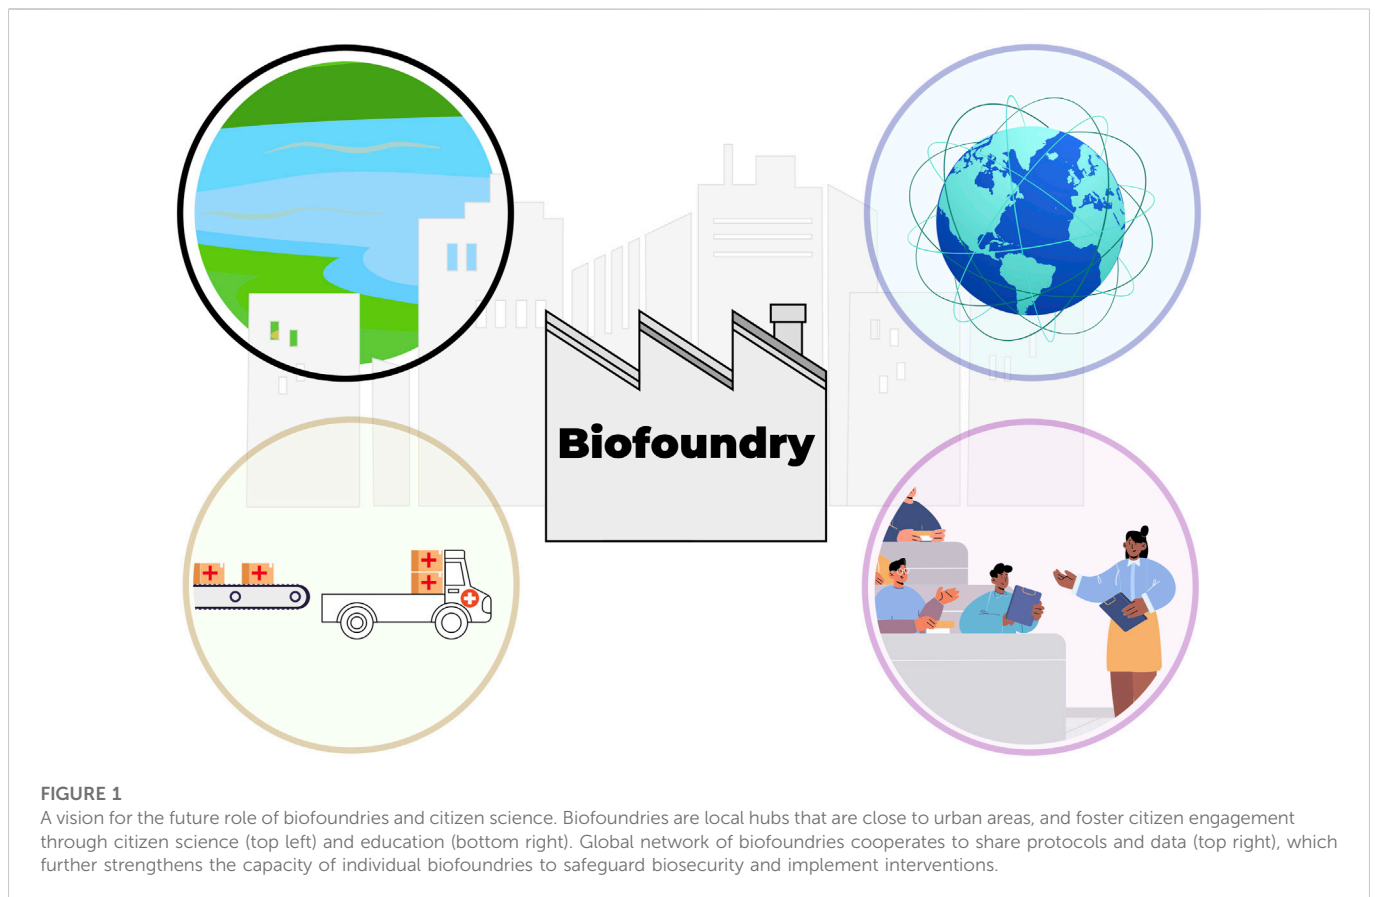 Biofoundry
FIGURE 1
A vision for the future role of biofoundries and citizen science. Biofoundries are local hubs that are close to urban areas, and foster citizen engagement
through citizen science (top left) and education (bottom right). Global network of biofoundries cooperates to share protocols and data (top right), which
further strengthens the capacity of individual biofoundries to safeguard biosecurity and implement interventions.